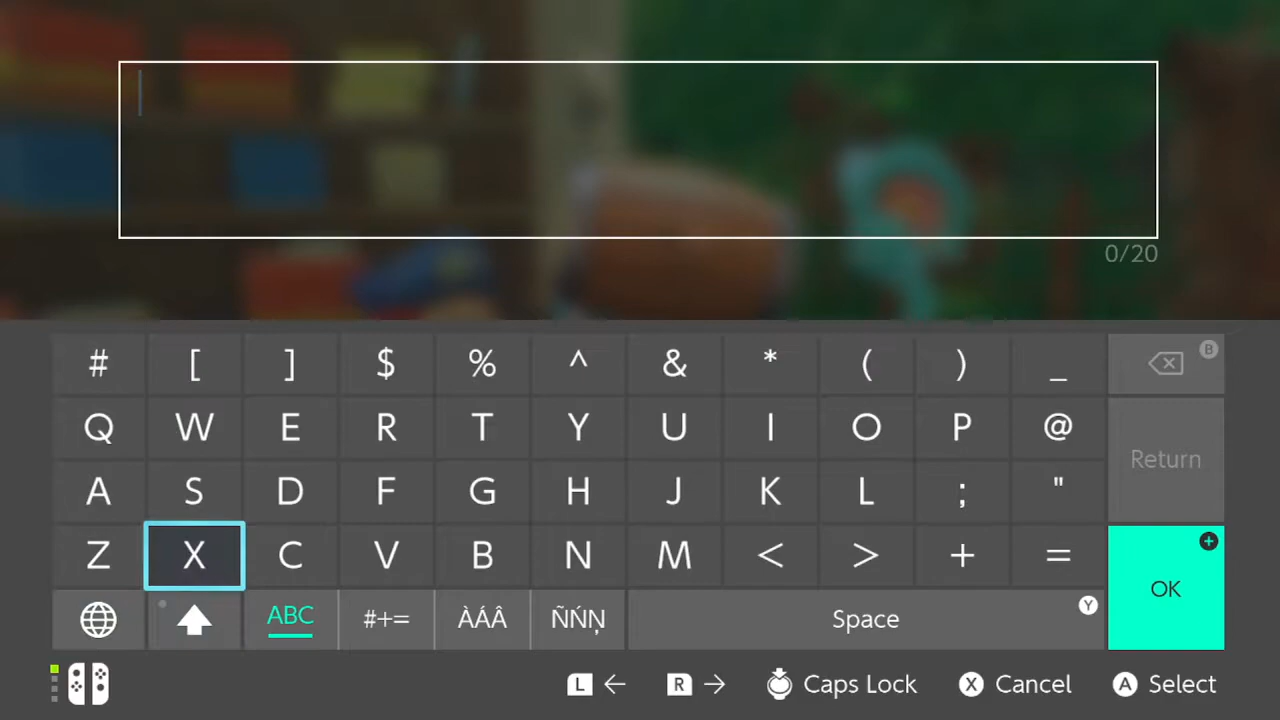 0/20
# [ ] $ % ^ & * ( ) _ B
Q W E R T Y U I O P @ Return
A S D F G H J K L ; "
Z X C V B N M < > + = + OK
ABC #+= ÀÁÂ ÑŃŅ Space Y
L ← R → Caps Lock X Cancel A Select